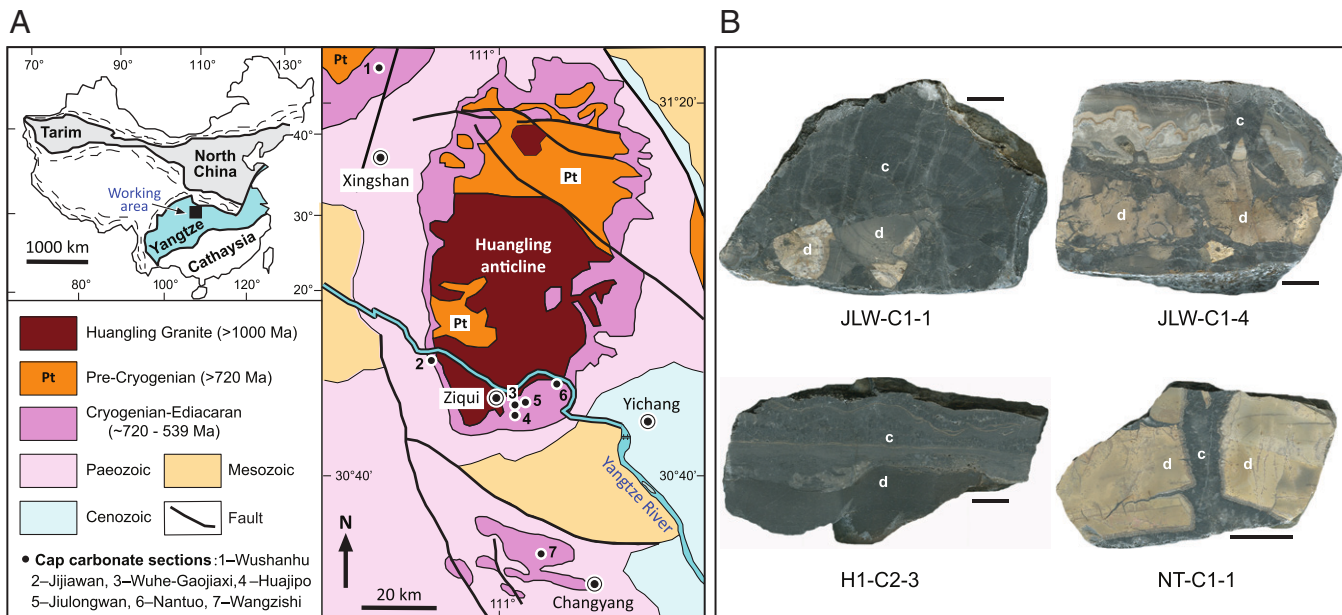 A
70°
90°
110°
130°
Tarim
North
China
Working
area
Yangtze
Cathaysia
40°
30°
20°
1000 km
80°
100°
120°
Huangling Granite (>1000 Ma)
Pt
Pre-Cryogenian (>720 Ma)
Cryogenian-Ediacaran
(~720 - 539 Ma)
Paeozoic
Mesozoic
Cenozoic
Fault
Cap carbonate sections:1–Wushanhu
2–Jijiawan, 3–Wuhe-Gaojiaxi,4–Huajipo
5–Jiulongwan, 6–Nantuo, 7–Wangzishi
111°
Pt
1
31°20'
Xingshan
Pt
Huangling
anticline
Pt
2
Ziqui
3
5
4
6
Yichang
30°40'
Yangtze River
N
7
20 km
111°
Changyang
B
c
d
d
JLW-C1-1
c
d
d
JLW-C1-4
c
d
H1-C2-3
d
c
d
NT-C1-1